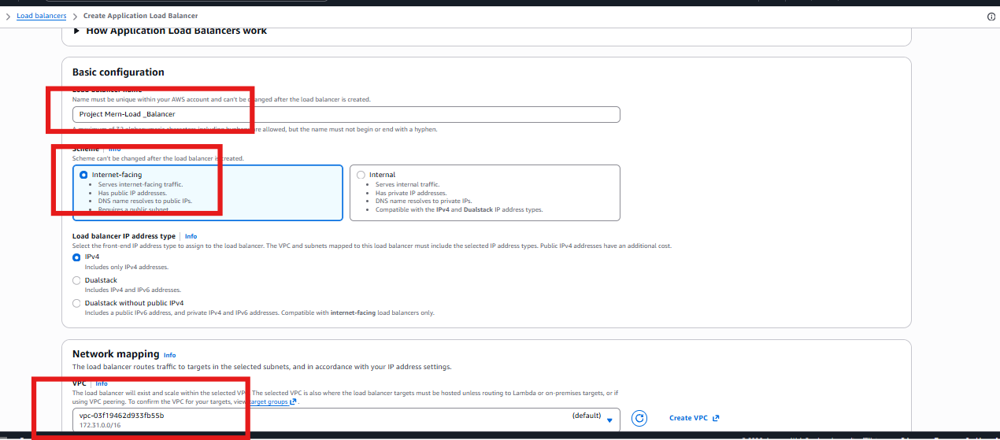 Load balancers
Create Application Load Balancer
How Application Load Balancers work
Basic configuration
Load balancer name
Name must be unique within your AWS account and can't be changed after the load balancer is created.
Project Mern-Load _Balancer
A maximum of 32 alphanumeric characters including hyphens are allowed, but the name must not begin or end with a hyphen.
Scheme Info
Scheme can't be changed after the load balancer is created.
Internet-facing
Serves internet-facing traffic.
Has public IP addresses.
DNS name resolves to public IPs.
Requires a public subnet.
Internal
Serves internal traffic.
Has private IP addresses.
DNS name resolves to private IPs.
Compatible with the IPv4 and Dualstack IP address types.
Load balancer IP address type Info
Select the front-end IP address type to assign to the load balancer. The VPC and subnets mapped to this load balancer must include the selected IP address types. Public IPv4 addresses have an additional cost.
IPv4
Includes only IPv4 addresses.
Dualstack
Includes IPv4 and IPv6 addresses.
Dualstack without public IPv4
Includes a public IPv6 address, and private IPv4 and IPv6 addresses. Compatible with internet-facing load balancers only.
Network mapping Info
The load balancer routes traffic to targets in the selected subnets, and in accordance with your IP address settings.
VPC Info
The load balancer will exist and scale within the selected VPC. The selected VPC is also where the load balancer targets must be hosted unless routing to Lambda or on-premises targets, or if
using VPC peering. To confirm the VPC for your targets, view target groups.
vpc-03f19462d933fb55b (default)
172.31.0.0/16
Create VPC